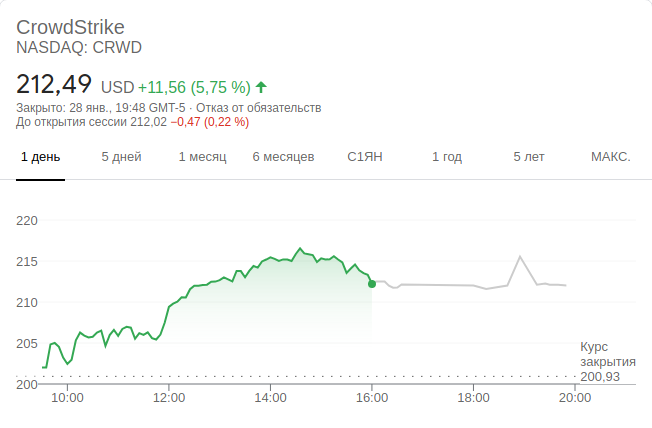 CrowdStrike
NASDAQ: CRWD
212,49 USD +11,56 (5,75 %)
Закрыто: 28 янв., 19:48 GMT-5 · Отказ от обязательств
До открытия сессии 212,02 −0,47 (0,22 %)
1 день 5 дней 1 месяц 6 месяцев С1ЯН 1 год 5 лет МАКС.
220
215
210
205
200
Курс
закрытия
200,93
10:00 12:00 14:00 16:00 18:00 20:00